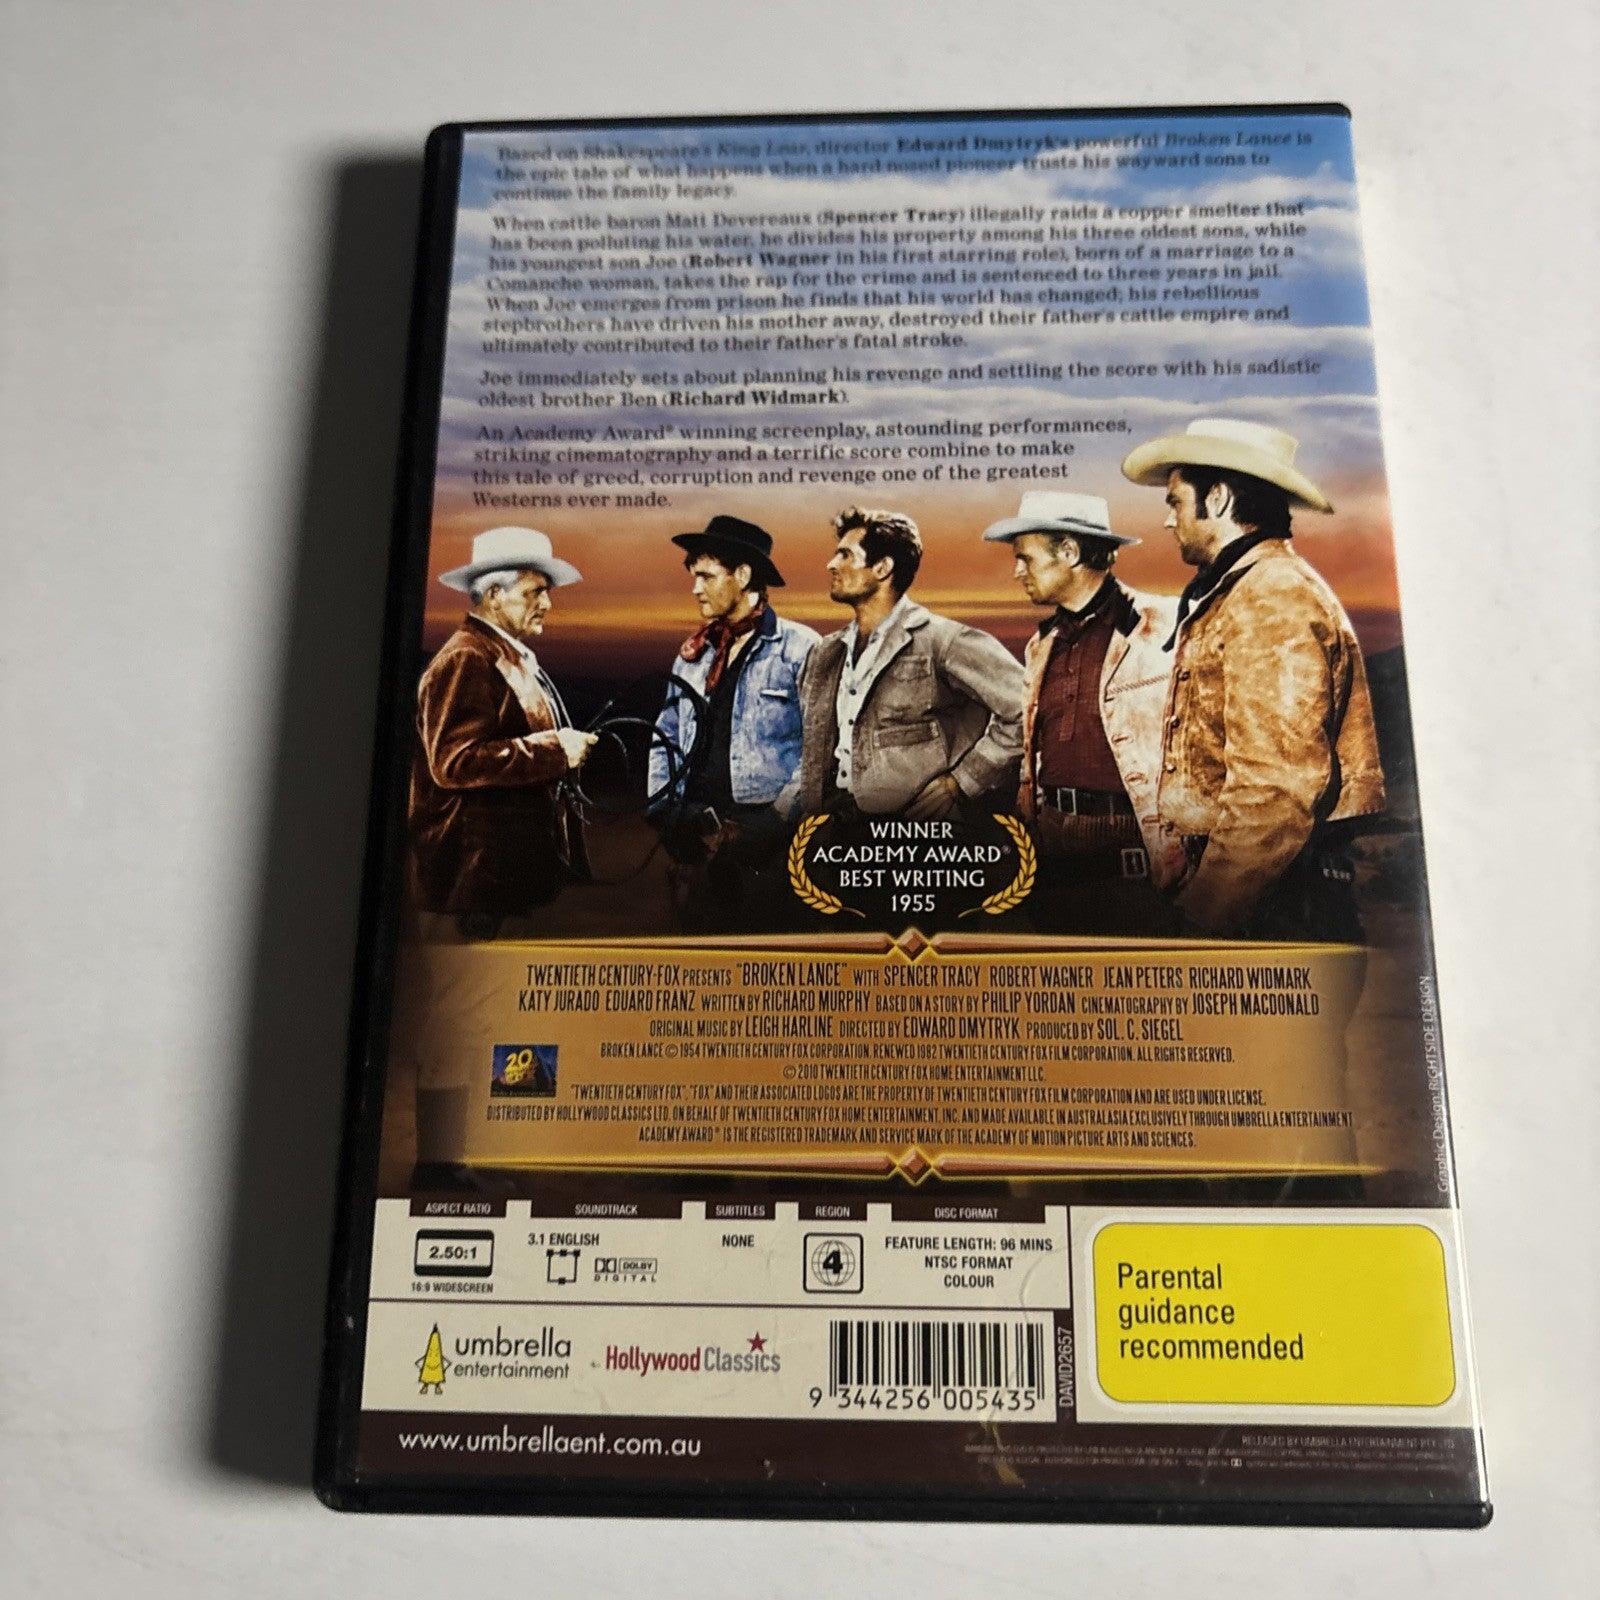 Based on Shakespeare's King Lear, director Edward Dmytryk's powerful Broken Lance is
the epic tale of what happens when a hard nosed pioneer trusts his wayward sons to
continue the family legacy.
When cattle baron Matt Devereaux (Spencer Tracy) illegally raids a copper smelter that
has been polluting his water, he divides his property among his three oldest sons, while
his youngest son Joe (Robert Wagner in his first starring role), born of a marriage to a
Comanche woman, takes the rap for the crime and is sentenced to three years in jail.
When Joe emerges from prison he finds that his world has changed; his rebellious
stepbrothers have driven his mother away, destroyed their father's cattle empire and
ultimately contributed to their father's fatal stroke.
Joe immediately sets about planning his revenge and settling the score with his sadistic
oldest brother Ben (Richard Widmark).
An Academy Award® winning screenplay, astounding performances,
striking cinematography and a terrific score combine to make
this tale of greed, corruption and revenge one of the greatest
Westerns ever made.
WINNER
ACADEMY AWARD®
BEST WRITING
1955
TWENTIETH CENTURY-FOX PRESENTS "BROKEN LANCE" WITH SPENCER TRACY ROBERT WAGNER JEAN PETERS RICHARD WIDMARK
KATY JURADO EDUARD FRANZ WRITTEN BY RICHARD MURPHY BASED ON A STORY BY PHILIP YORDAN CINEMATOGRAPHY BY JOSEPH MACDONALD
ORIGINAL MUSIC BY LEIGH HARLINE DIRECTED BY EDWARD DMYTRYK PRODUCED BY SOL. C. SIEGEL
BROKEN LANCE © 1954 TWENTIETH CENTURY FOX CORPORATION. RENEWED 1982 TWENTIETH CENTURY FOX FILM CORPORATION. ALL RIGHTS RESERVED.
© 2010 TWENTIETH CENTURY FOX HOME ENTERTAINMENT LLC.
"TWENTIETH CENTURY FOX", "FOX" AND THEIR ASSOCIATED LOGOS ARE THE PROPERTY OF TWENTIETH CENTURY FOX FILM CORPORATION AND ARE USED UNDER LICENSE.
DISTRIBUTED BY HOLLYWOOD CLASSICS LTD. ON BEHALF OF TWENTIETH CENTURY FOX HOME ENTERTAINMENT, INC. AND MADE AVAILABLE IN AUSTRALASIA EXCLUSIVELY THROUGH UMBRELLA ENTERTAINMENT
ACADEMY AWARD® IS THE REGISTERED TRADEMARK AND SERVICE MARK OF THE ACADEMY OF MOTION PICTURE ARTS AND SCIENCES.
20
Graphic Design: RIGHTSIDE DESIGN
ASPECT RATIO
2.50:1
16:9 WIDESCREEN
SOUNDTRACK
3.1 ENGLISH
DOLBY
DIGITAL
SUBTITLES
NONE
REGION
4
DISC FORMAT
FEATURE LENGTH: 96 MINS
NTSC FORMAT
COLOUR
Parental
guidance
recommended
umbrella
entertainment
Hollywood Classics
9 344256 005435
DAVID2657
www.umbrellaent.com.au
RELEASED BY UMBRELLA ENTERTAINMENT PTY LTD